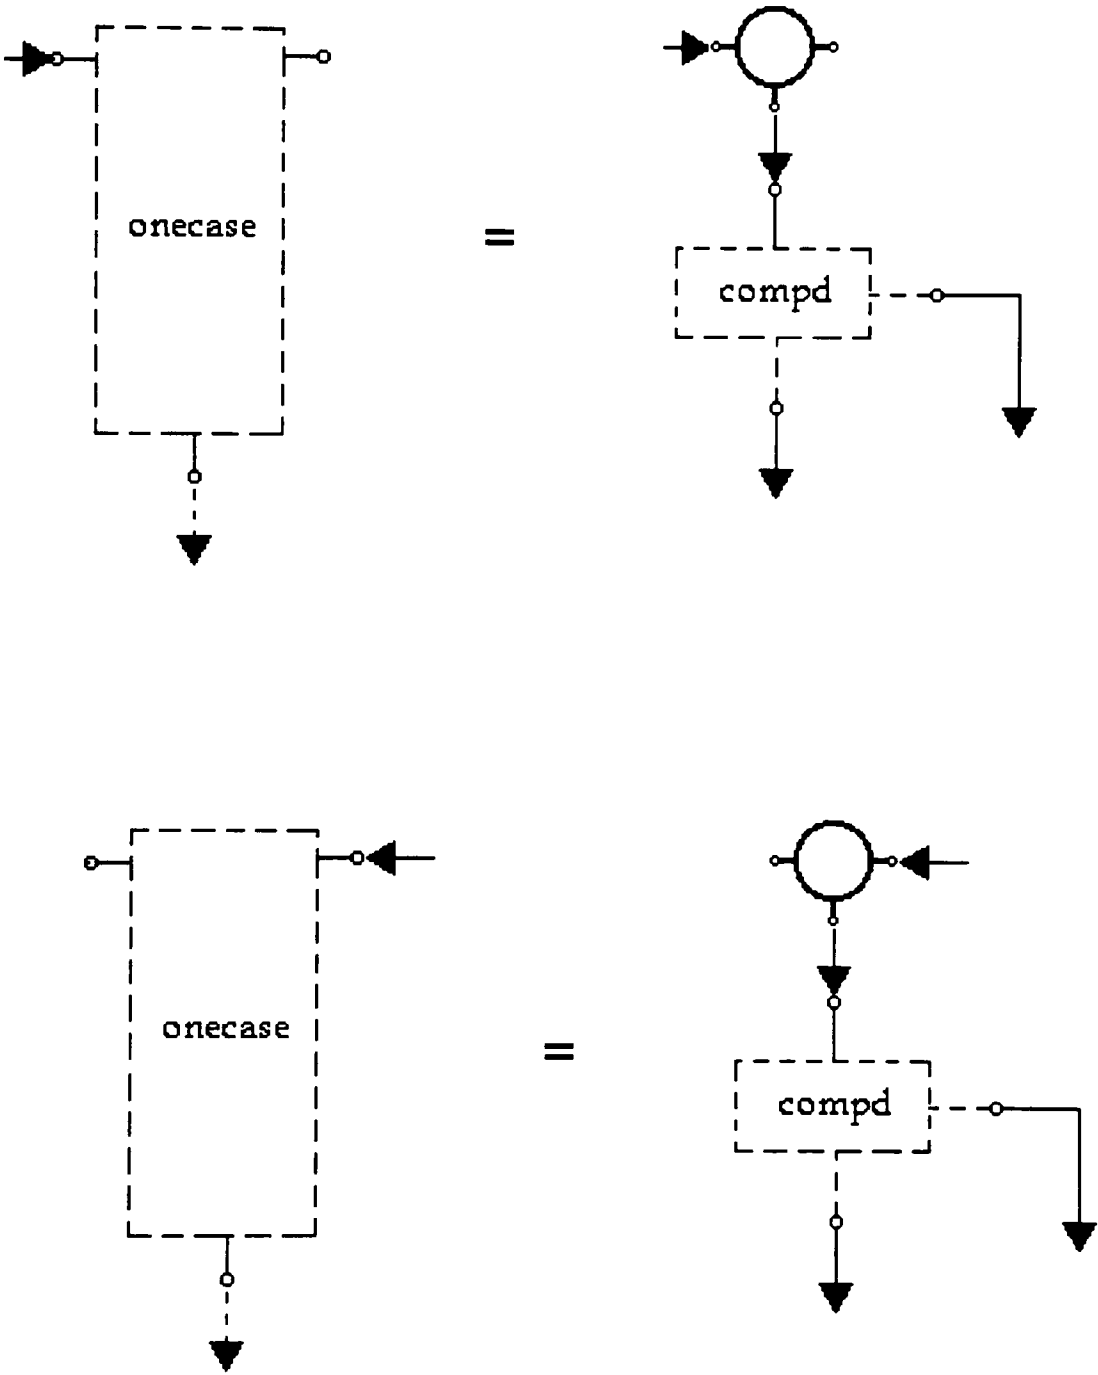 onecase
=
compd
onecase
=
compd